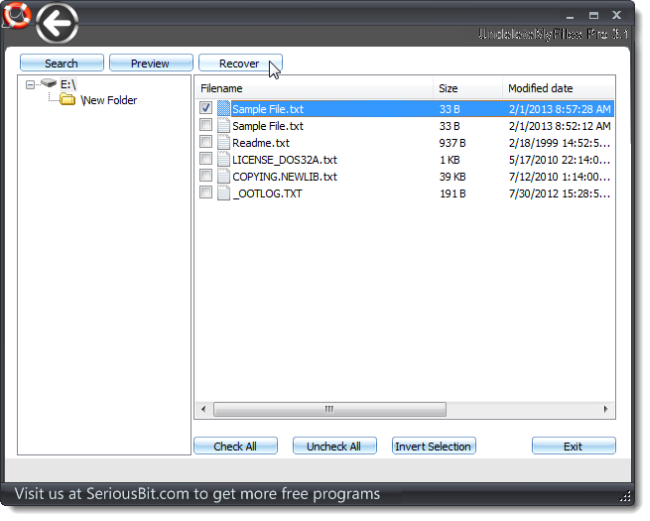 Search Preview Recover
E:\
\New Folder
Filename Size Modified date
Sample File.txt 33 B 2/1/2013 8:57:28 AM
Sample File.txt 33 B 2/1/2013 8:52:12 AM
Readme.txt 937 B 2/18/1999 14:52:5...
LICENSE_DOS32A.txt 1 KB 5/17/2010 22:14:0...
COPYING.NEWLIB.txt 39 KB 7/12/2010 1:14:00...
_OOTLOG.TXT 191 B 7/30/2012 15:28:5...
Check All Uncheck All Invert Selection Exit
Visit us at SeriousBit.com to get more free programs